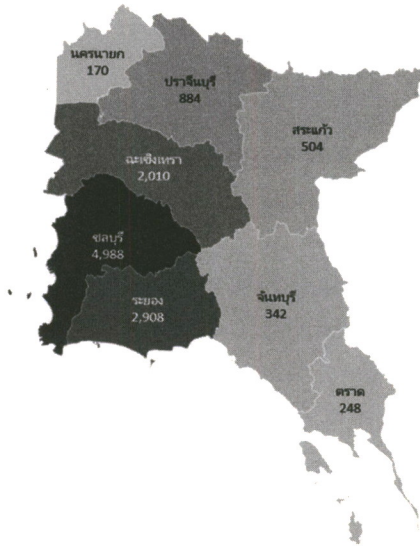 นครนายก
170
ปราจีนบุรี
884
สระแก้ว
504
ฉะเชิงเทรา
2,010
ชลบุรี
4,988
ระยอง
2,908
จันทบุรี
342
ตราด
248